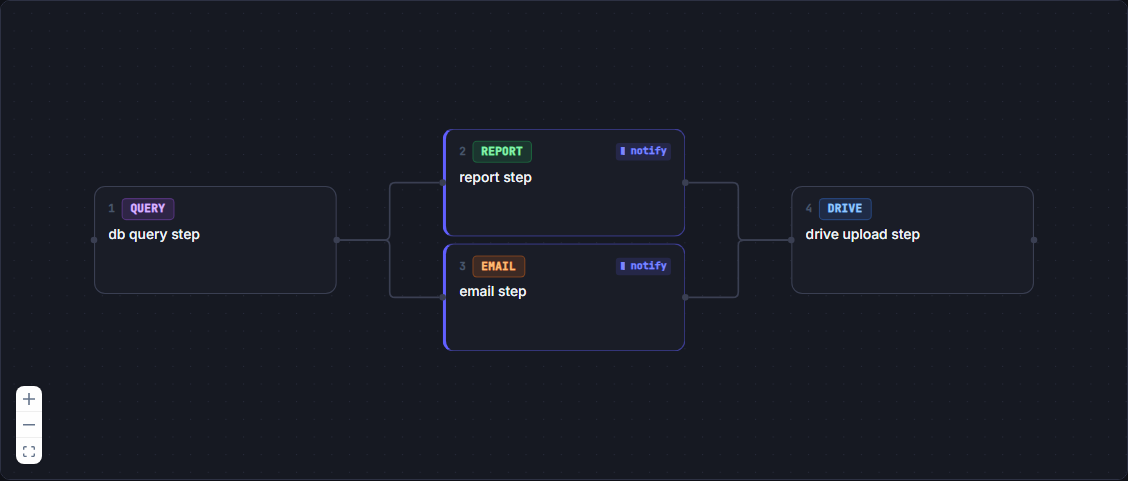 1 QUERY
db query step
2 REPORT notify
report step
3 EMAIL notify
email step
4 DRIVE
drive upload step